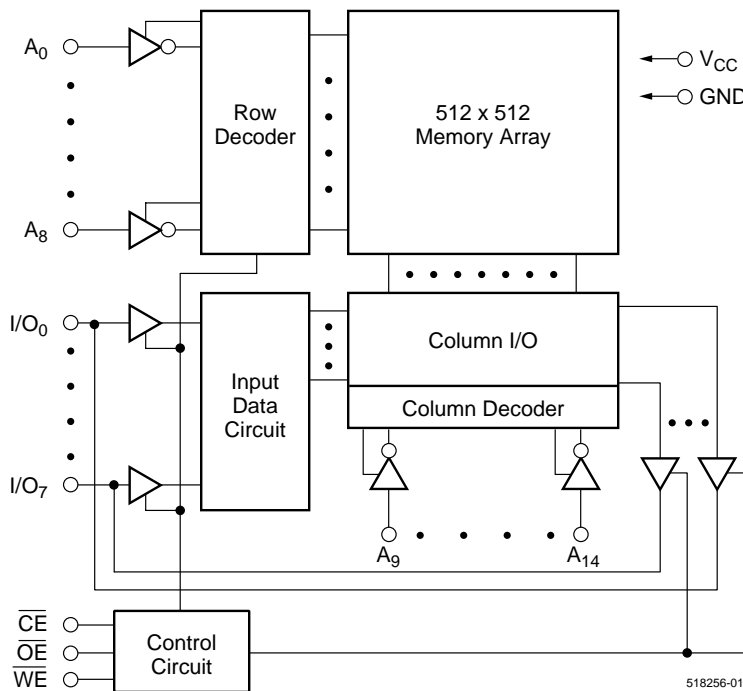 A0
A8
Row
Decoder
512 x 512
Memory Array
VCC
GND
I/O0
I/O7
Input
Data
Circuit
Column I/O
Column Decoder
A9
A14
CE
OE
WE
Control
Circuit
518256-01